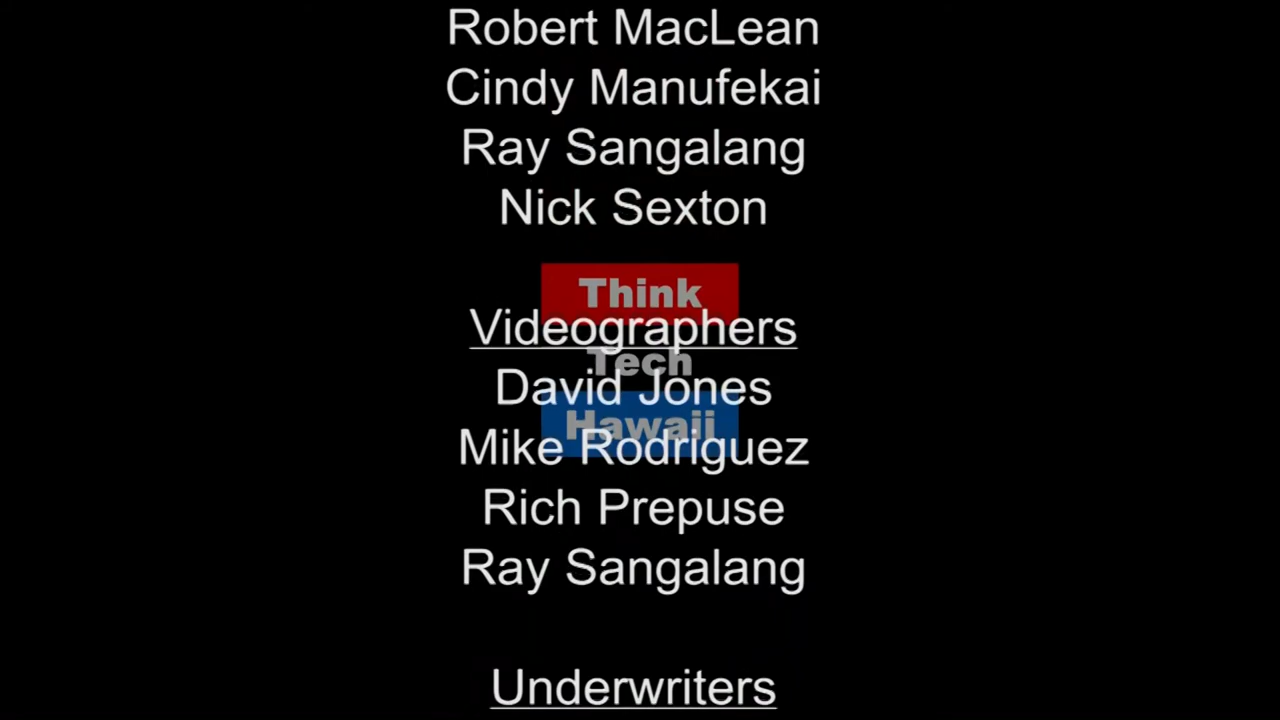 Robert MacLean
Cindy Manufekai
Ray Sangalang
Nick Sexton
Think
Videographers
Tech
David Jones
Hawaii
Mike Rodriguez
Rich Prepuse
Ray Sangalang
Underwriters